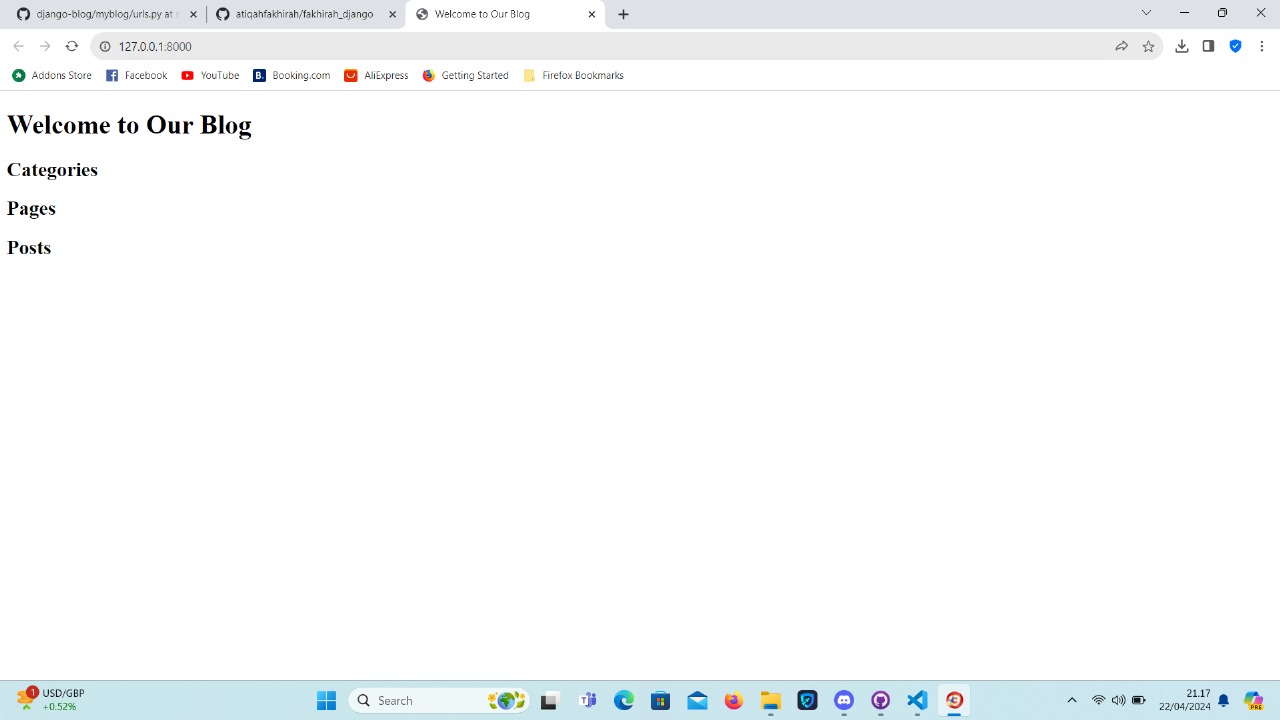 django-blog/myblog/urls.py at
atiqahfakhirah/fakhirah_django
Welcome to Our Blog
127.0.0.1:8000
Addons Store
Facebook
YouTube
B. Booking.com
AliExpress
Getting Started
Firefox Bookmarks
Welcome to Our Blog
Categories
Pages
Posts
1
USD/GBP
+0.52%
Search
21.17
22/04/2024
PRE